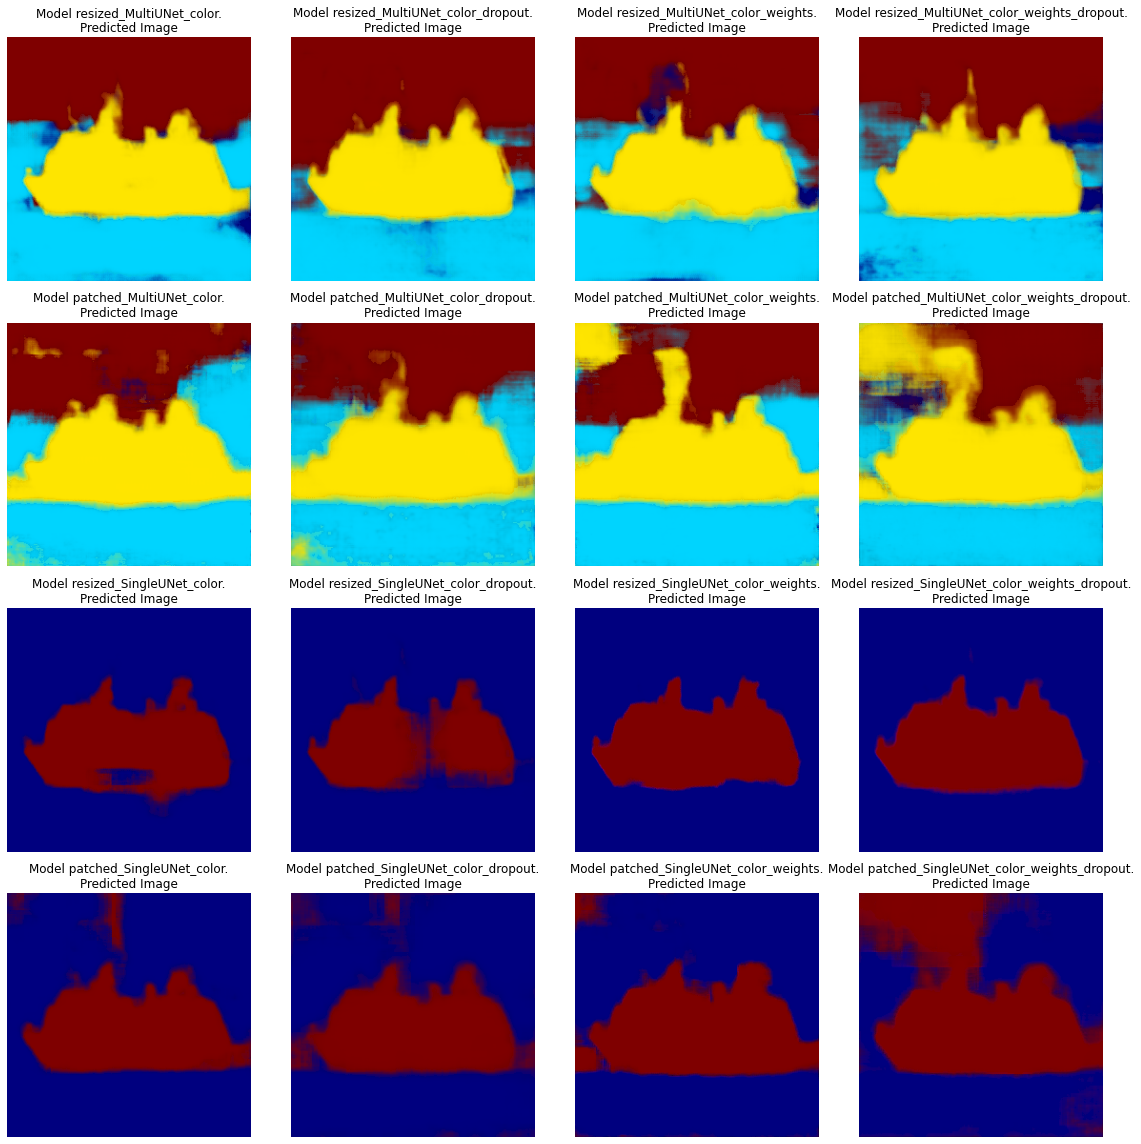 Model resized_MultiUNet_color.
Predicted Image
Model resized_MultiUNet_color_dropout.
Predicted Image
Model resized_MultiUNet_color_weights.
Predicted Image
Model resized_MultiUNet_color_weights_dropout.
Predicted Image
Model patched_MultiUNet_color.
Predicted Image
Model patched_MultiUNet_color_dropout.
Predicted Image
Model patched_MultiUNet_color_weights.
Predicted Image
Model patched_MultiUNet_color_weights_dropout.
Predicted Image
Model resized_SingleUNet_color.
Predicted Image
Model resized_SingleUNet_color_dropout.
Predicted Image
Model resized_SingleUNet_color_weights.
Predicted Image
Model resized_SingleUNet_color_weights_dropout.
Predicted Image
Model patched_SingleUNet_color.
Predicted Image
Model patched_SingleUNet_color_dropout.
Predicted Image
Model patched_SingleUNet_color_weights.
Predicted Image
Model patched_SingleUNet_color_weights_dropout.
Predicted Image